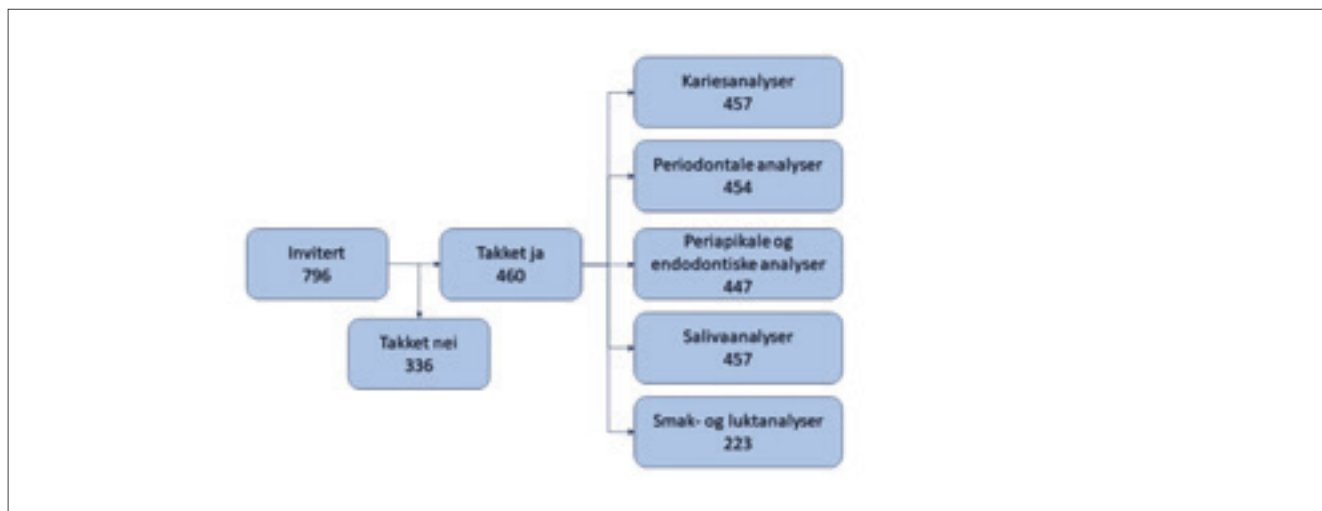 Invitert
796
Takket nei
336
Takket ja
460
Kariesanalyser
457
Periodontale analyser
454
Periapikale og
endodontiske analyser
447
Salivaanalyser
457
Smak- og luktanalyser
223